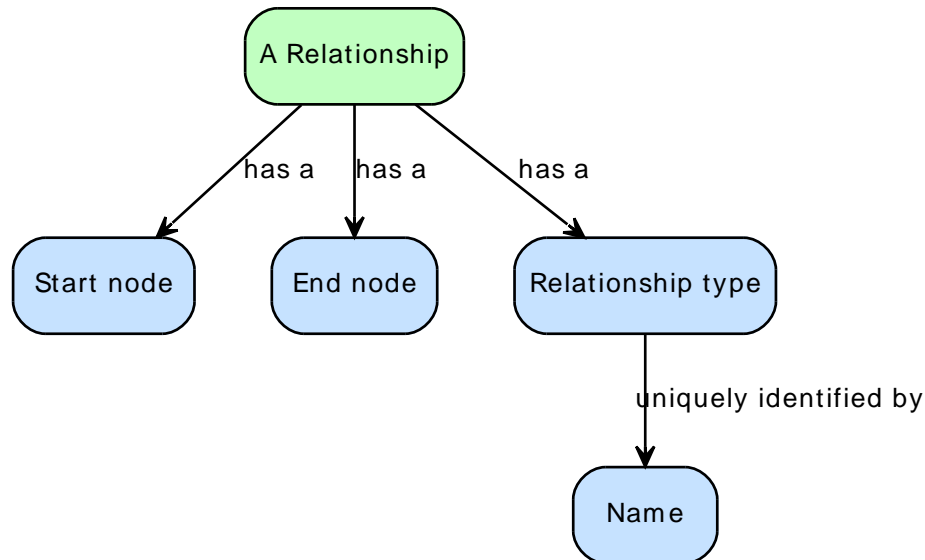 A Relationship
has a
has a
has a
Start node
End node
Relationship type
uniquely identified by
Name